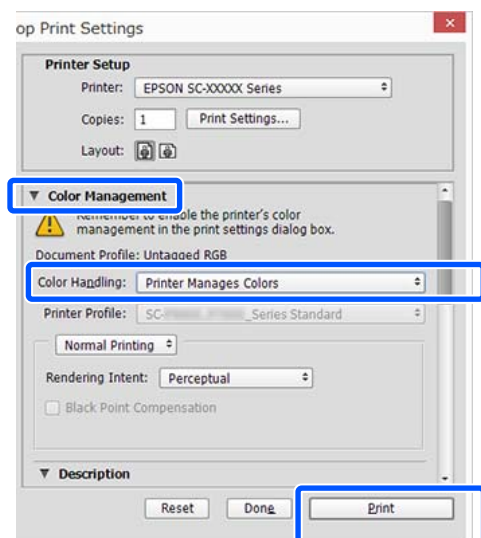 op Print Settings
Printer Setup
Printer: EPSON SC-XXXXX Series
Copies: 1 Print Settings...
Layout:
Color Management
Remember to enable the printer's color
management in the print settings dialog box.
Document Profile: Untagged RGB
Color Handling: Printer Manages Colors
Printer Profile: SC- _Series Standard
Normal Printing
Rendering Intent: Perceptual
Black Point Compensation
Description
Reset Done Print